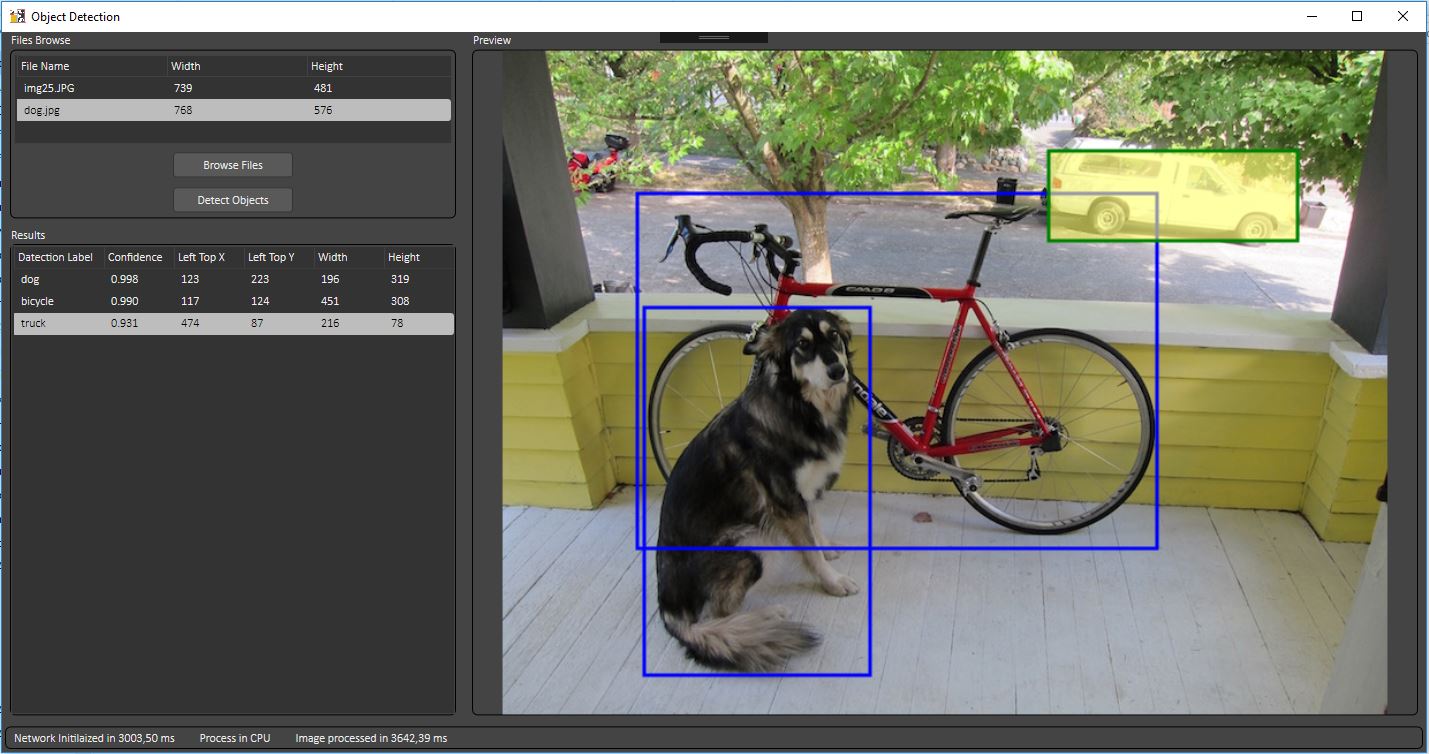 Object Detection
Files Browse
File Name Width Height
img25.JPG 739 481
dog.jpg 768 576
Browse Files
Detect Objects
Results
Datection Label Confidence Left Top X Left Top Y Width Height
dog 0.998 123 223 196 319
bicycle 0.990 117 124 451 308
truck 0.931 474 87 216 78
Preview
Network Initilaized in 3003,50 ms Process in CPU Image processed in 3642,39 ms